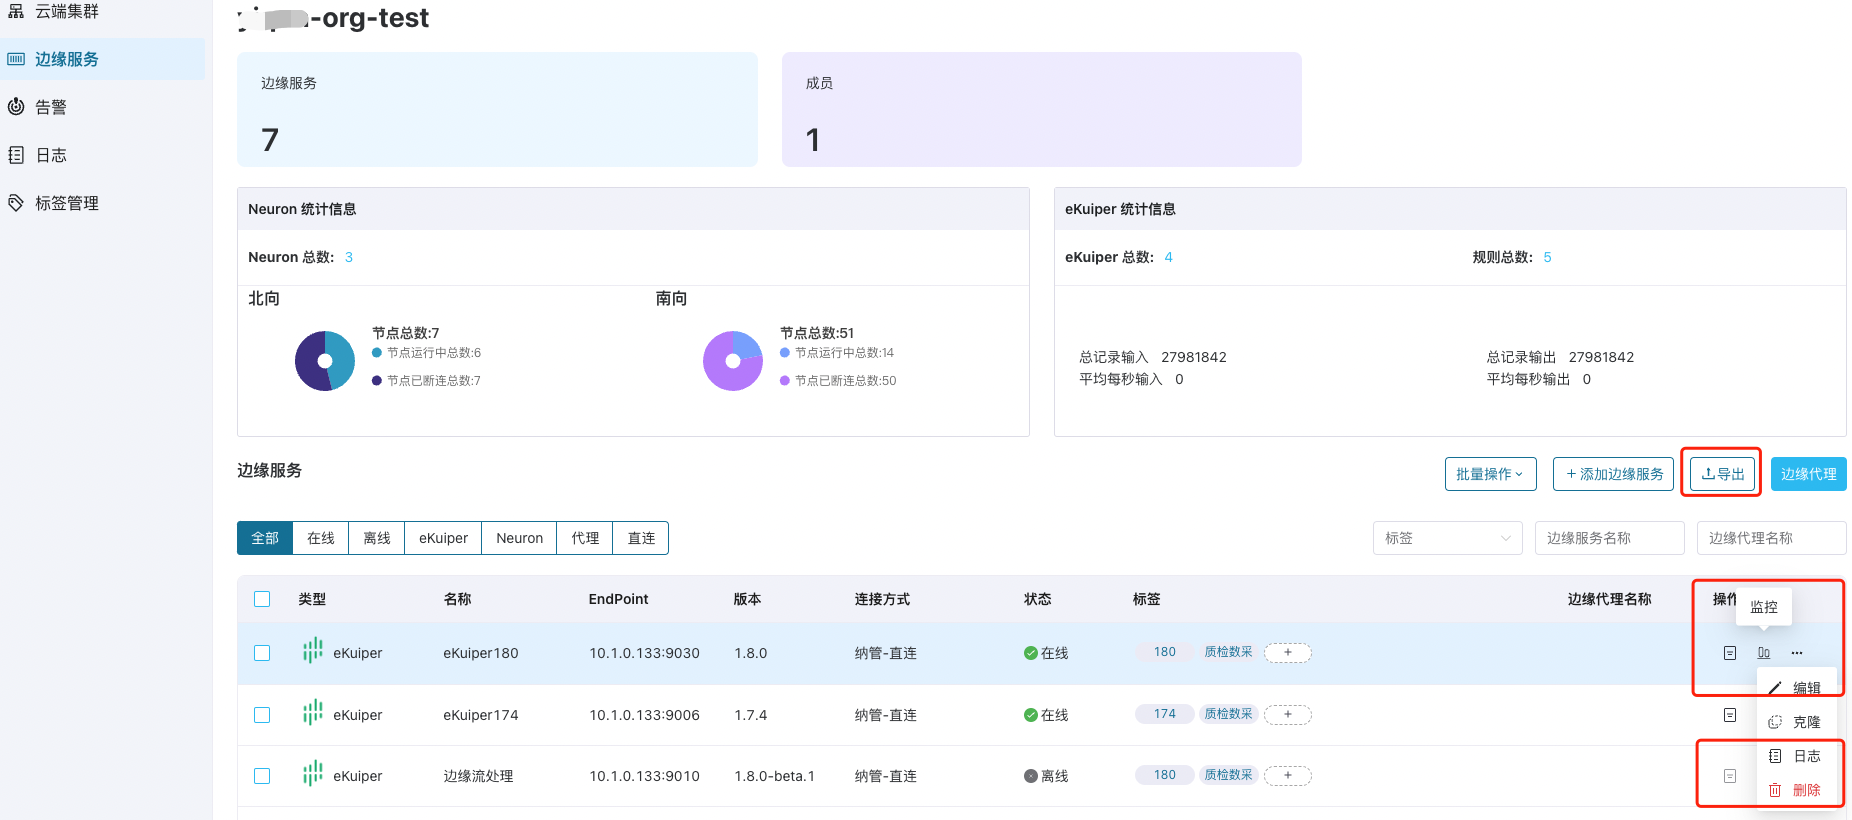 云端集群
边缘服务
告警
日志
标签管理
-org-test
边缘服务
7
成员
1
Neuron 统计信息
Neuron 总数: 3
北向
节点总数:7
节点运行中总数:6
节点已断连总数:7
南向
节点总数:51
节点运行中总数:14
节点已断连总数:50
eKuiper 统计信息
eKuiper 总数: 4
规则总数: 5
总记录输入 27981842
平均每秒输入 0
总记录输出 27981842
平均每秒输出 0
边缘服务
批量操作
+ 添加边缘服务
导出
边缘代理
全部 在线 离线 eKuiper Neuron 代理 直连
标签
边缘服务名称
边缘代理名称
类型 名称 EndPoint 版本 连接方式 状态 标签 边缘代理名称 操作
监控
eKuiper eKuiper180 10.1.0.133:9030 1.8.0 纳管-直连 在线 180 质检数采 + ···
eKuiper eKuiper174 10.1.0.133:9006 1.7.4 纳管-直连 在线 174 质检数采 +
eKuiper 边缘流处理 10.1.0.133:9010 1.8.0-beta.1 纳管-直连 离线 180 质检数采 +
编辑
克隆
日志
删除